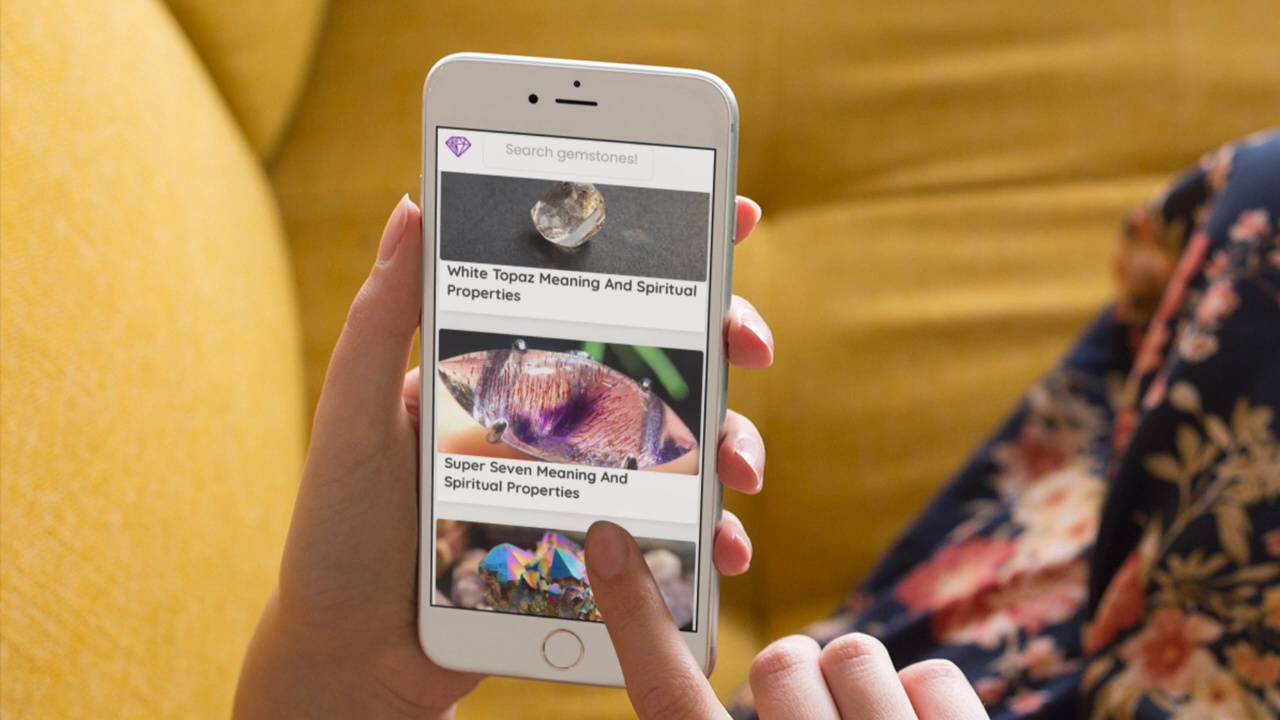 Search gemstones!
White Topaz Meaning And Spiritual
Properties
Super Seven Meaning And
Spiritual Properties